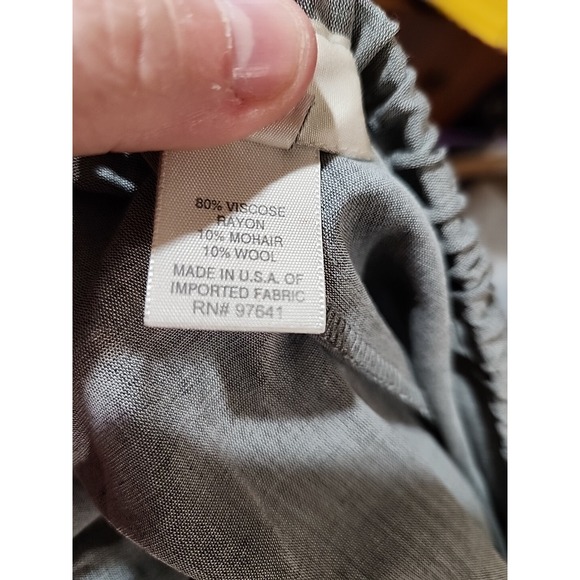 80% VISCOSE
RAYON
10% MOHAIR
10% WOOL
MADE IN U.S.A. OF
IMPORTED FABRIC
RN# 97641